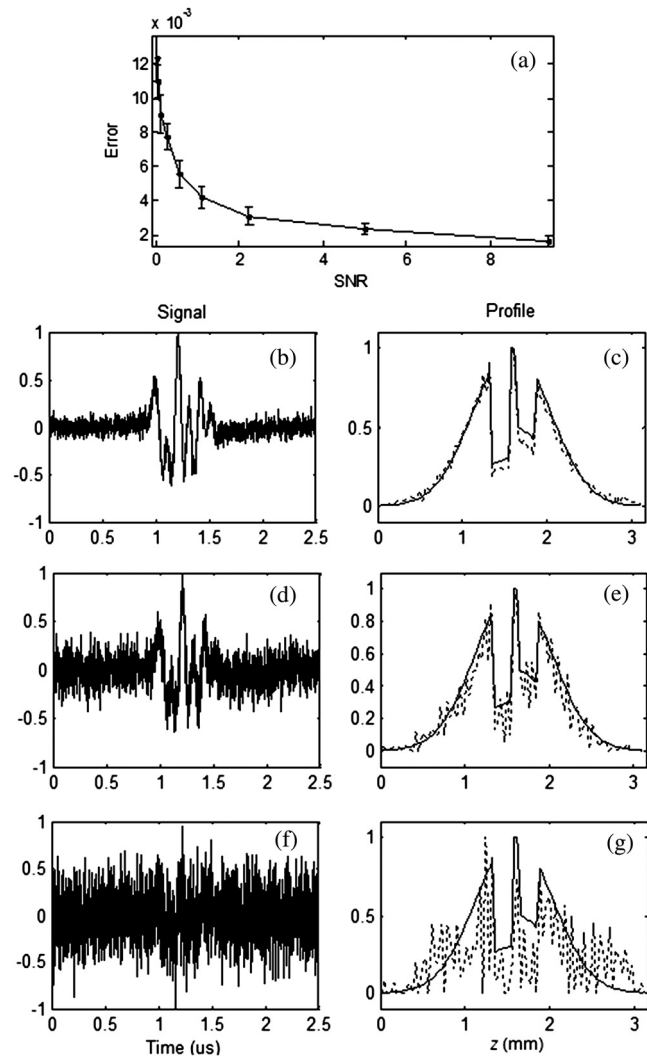 × 10⁻³
(a)
12
10
8
6
4
2
Error
0 2 4 6 8
SNR
Signal
Profile
(b)
1
0.5
0
-0.5
-1
0 0.5 1 1.5 2 2.5
(c)
1
0.5
0
0 1 2 3
(d)
1
0.5
0
-0.5
-1
0 0.5 1 1.5 2 2.5
(e)
1
0.8
0.6
0.4
0.2
0
0 1 2 3
(f)
1
0.5
0
-0.5
-1
0 0.5 1 1.5 2 2.5
Time (us)
(g)
1
0.5
0
0 1 2 3
z (mm)